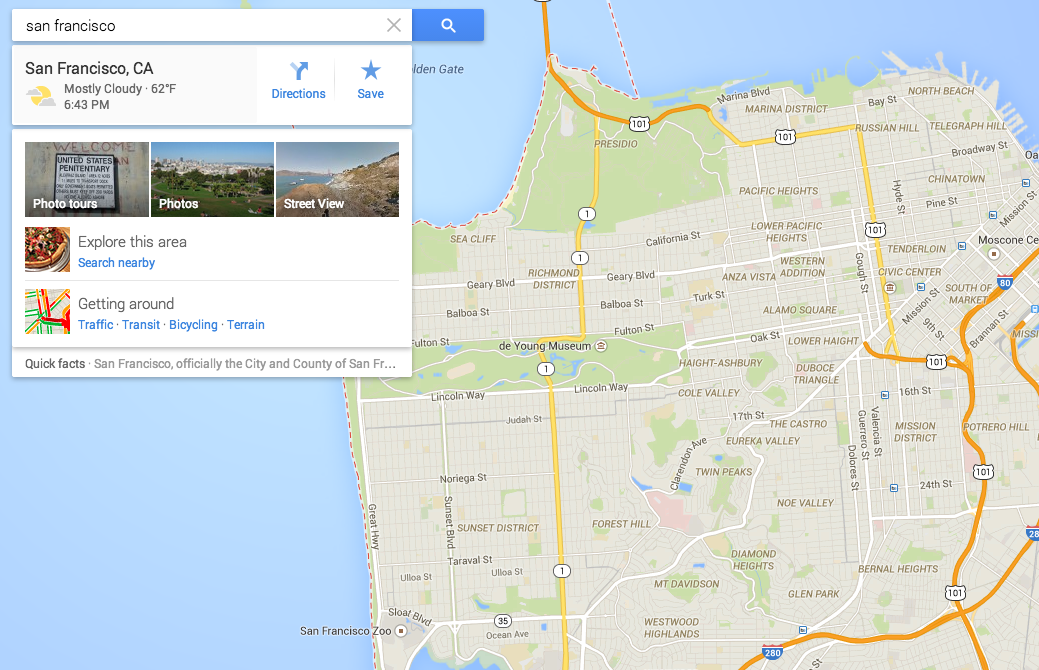 san francisco
San Francisco, CA
Mostly Cloudy · 62°F
6:43 PM
Directions
Save
WELCOME
UNITED STATES
PENITENTIARY
Photo tours
Photos
Street View
Explore this area
Search nearby
Getting around
Traffic · Transit · Bicycling · Terrain
Quick facts · San Francisco, officially the City and County of San Fr...
lden Gate
Marina Blvd
MARINA DISTRICT
Bay St
NORTH BEACH
101
101
RUSSIAN HILL
TELEGRAPH HILL
PRESIDIO
Broadway St
Oa
CHINATOWN
PACIFIC HEIGHTS
Hyde St
Pine St
Mission St
1
101
LOWER PACIFIC
HEIGHTS
SEA CLIFF
California St
Moscone Ce
TENDERLOIN
1
Geary Blvd
Geary Blvd
RICHMOND
DISTRICT
ANZA VISTA
WESTERN
ADDITION
Gough St
CIVIC CENTER
80
SOUTH OF
MARKET
Balboa St
Balboa St
Turk St
ALAMO SQUARE
Mission St
9th St
Brannan St
Fulton St
Fulton St
Oak St
LOWER HAIGHT
MISSI
de Young Museum
1
HAIGHT-ASHBURY
101
DUBOCE
TRIANGLE
Lincoln Way
Lincoln Way
COLE VALLEY
16th St
Judah St
17th St
THE CASTRO
Valencia St
Guerrero St
MISSION
DISTRICT
POTRERO HILL
EUREKA VALLEY
Clarendon Ave
Dolores St
TWIN PEAKS
101
Noriega St
24th St
NOE VALLEY
Great Hwy
Sunset Blvd
SUNSET DISTRICT
FOREST HILL
280
Taraval St
DIAMOND
HEIGHTS
1
Ulloa St
Ulloa St
MT DAVIDSON
BERNAL HEIGHTS
GLEN PARK
101
Sloat Blvd
35
San Francisco Zoo
Ocean Ave
WESTWOOD
HIGHLANDS
280